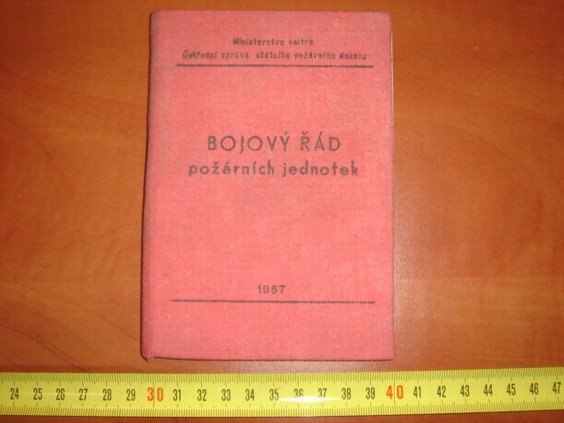 Ministerstvo vnitra
Ústřední správa státního požárního dozoru
BOJOVÝ ŘÁD
požárních jednotek
1957
24 25 26 27 28 29 30 31 32 33 34 35 36 37 38 39 40 41 42 43 44 45 46 47